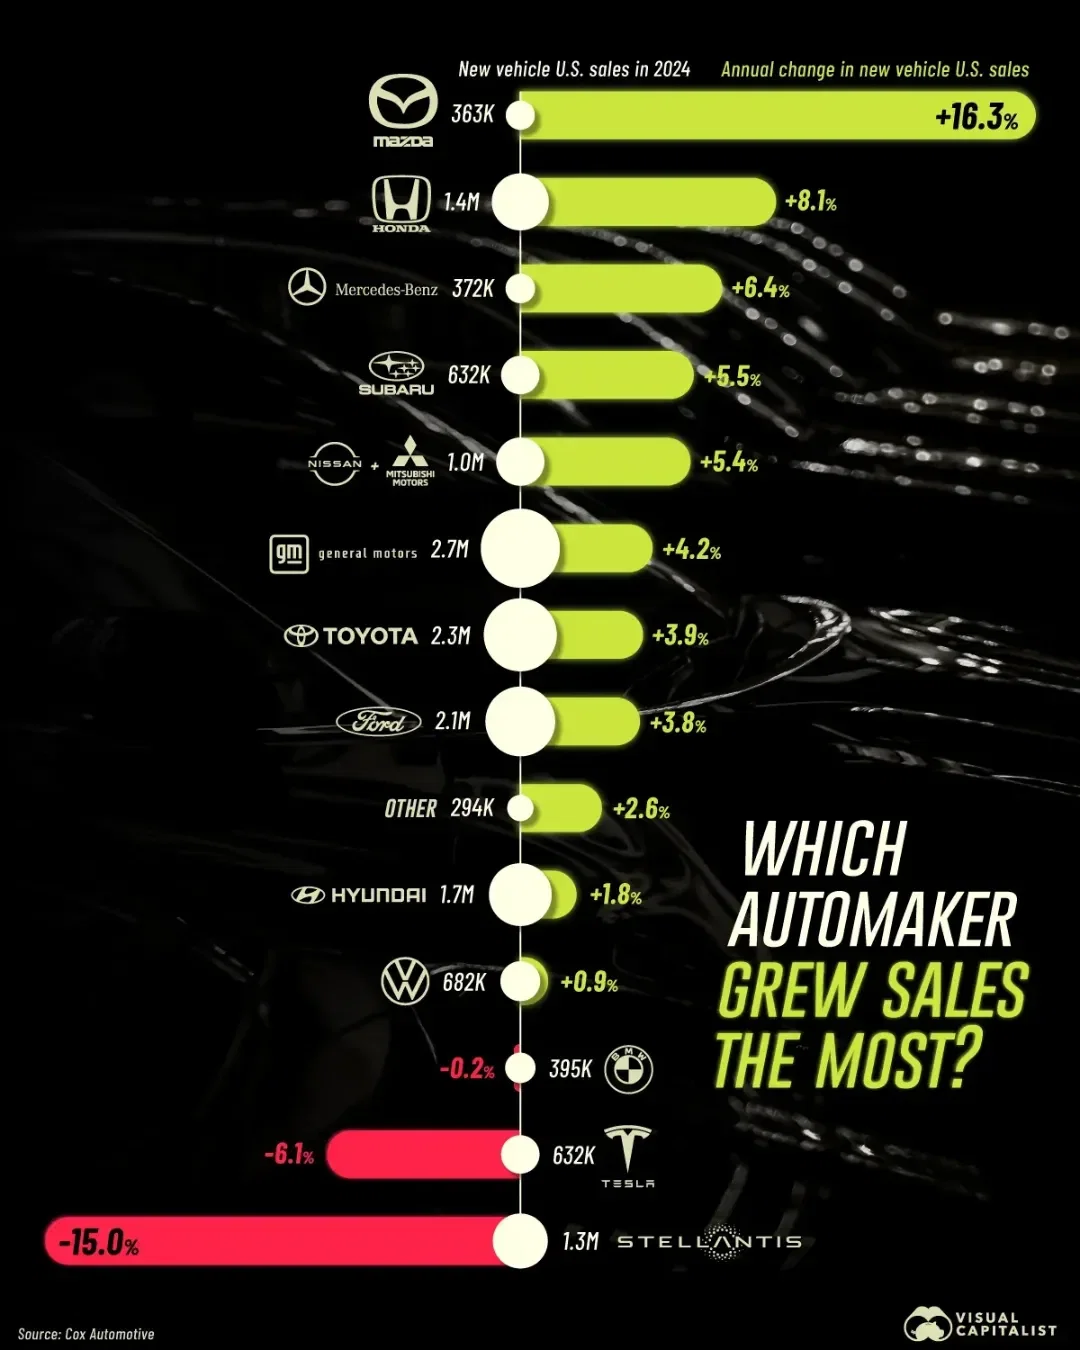 New vehicle U.S. sales in 2024
Annual change in new vehicle U.S. sales
mazda 363K +16.3%
HONDA 1.4M +8.1%
Mercedes-Benz 372K +6.4%
SUBARU 632K +5.5%
NISSAN + MITSUBISHI MOTORS 1.0M +5.4%
gm general motors 2.7M +4.2%
TOYOTA 2.3M +3.9%
Ford 2.1M +3.8%
OTHER 294K +2.6%
HYUNDAI 1.7M +1.8%
VW 682K +0.9%
-0.2% 395K BMW
-6.1% 632K TESLA
-15.0% 1.3M STELLANTIS
WHICH
AUTOMAKER
GREW SALES
THE MOST?
Source: Cox Automotive
VISUAL
CAPITALIST